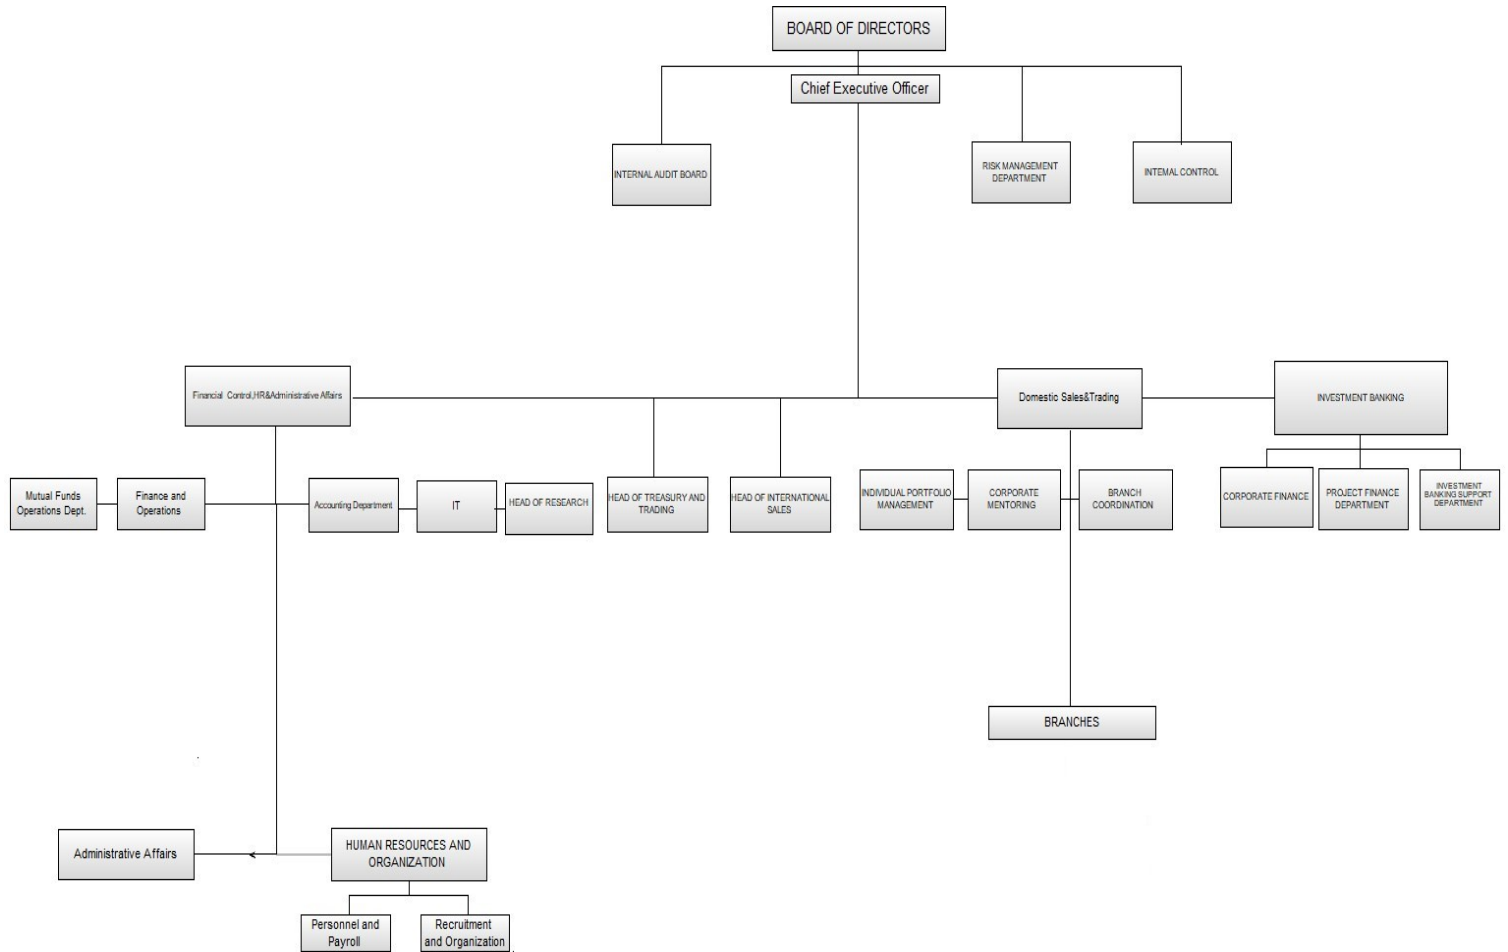 BOARD OF DIRECTORS
Chief Executive Officer
INTERNAL AUDIT BOARD
RISK MANAGEMENT
DEPARTMENT
INTEMAL CONTROL
Financial Control,HR&Administrative Affairs
Domestic Sales&Trading
INVESTMENT BANKING
Mutual Funds
Operations Dept.
Finance and
Operations
Accounting Department
IT
HEAD OF RESEARCH
HEAD OF TREASURY AND
TRADING
HEAD OF INTERNATIONAL
SALES
INDIVIDUAL PORTFOLIO
MANAGEMENT
CORPORATE
MENTORING
BRANCH
COORDINATION
CORPORATE FINANCE
PROJECT FINANCE
DEPARTMENT
INVESTMENT
BANKING SUPPORT
DEPARTMENT
BRANCHES
Administrative Affairs
HUMAN RESOURCES AND
ORGANIZATION
Personnel and
Payroll
Recruitment
and Organization